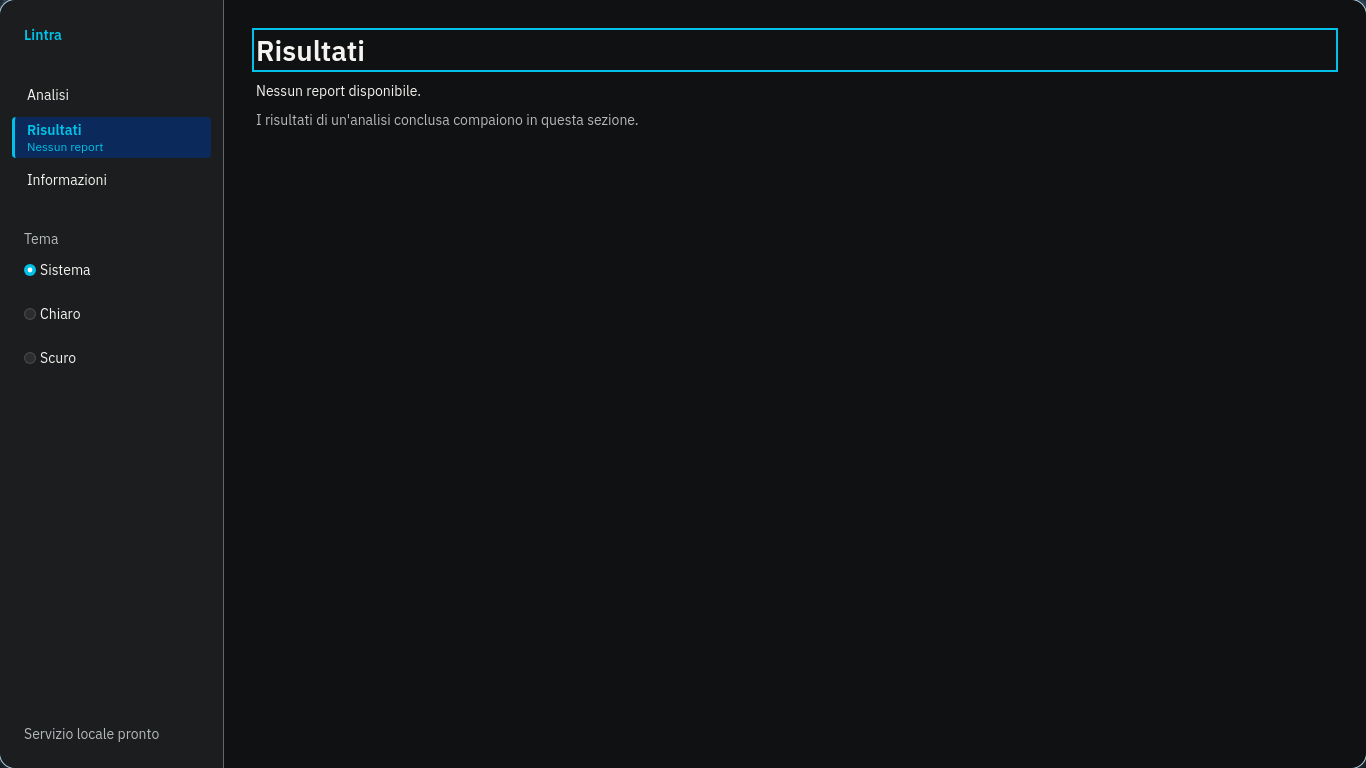 Lintra
Analisi
Risultati
Nessun report
Informazioni
Tema
Sistema
Chiaro
Scuro
Servizio locale pronto
Risultati
Nessun report disponibile.
I risultati di un'analisi conclusa compaiono in questa sezione.